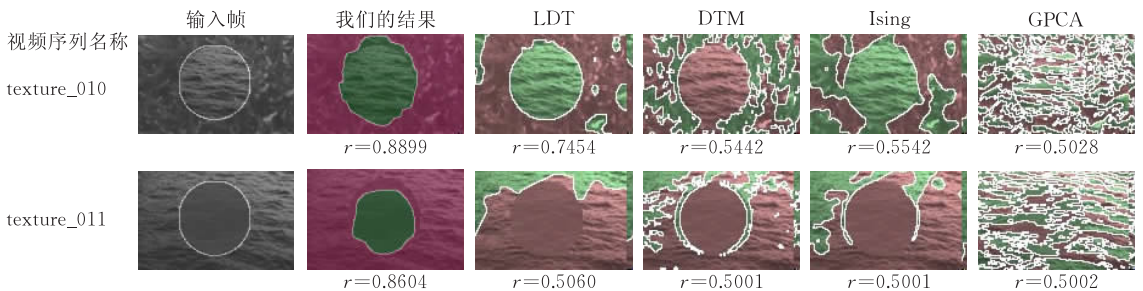 输入帧 我们的结果 LDT DTM Ising GPCA
视频序列名称
texture_010
r=0.8899 r=0.7454 r=0.5442 r=0.5542 r=0.5028
texture_011
r=0.8604 r=0.5060 r=0.5001 r=0.5001 r=0.5002